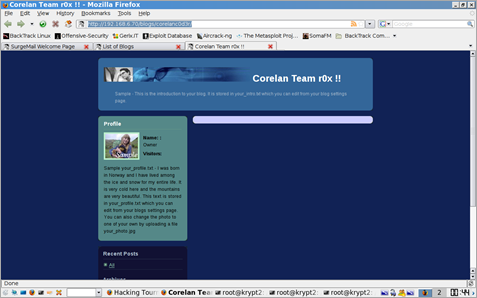 Corelan Team r0x !! - Mozilla Firefox
File Edit View History Bookmarks Tools Help
http://192.168.6.70/blogs/corelanc0d3r/
Google
BackTrack Linux Offensive-Security Gerix.IT Exploit Database Aircrack-ng The Metasploit Proj... SomaFM BackTrack Com...
SurgeMail Welcome Page List of Blogs Corelan Team r0x !!
Corelan Team r0x !!
Sample - This is the introduction to your blog. It is stored in your_intro.txt which you can edit from your blog settings
page.
Profile
Name: :
Owner
Visitors:
Sample
Sample your_profile.txt - I was born
in Norway and I have lived among
the ice and snow for my entire life. It
is very cold here and the mountains
are very beautiful. This text is stored
in your_profile.txt which you can
edit from your blogs settings page.
You can also change the photo to
one of your own by uploading a file
your_photo.jpg.
Recent Posts
All
Archives
Done
Hacking Tour Corelan Tea root@krypt2: root@krypt2: root@krypt2: 1 2